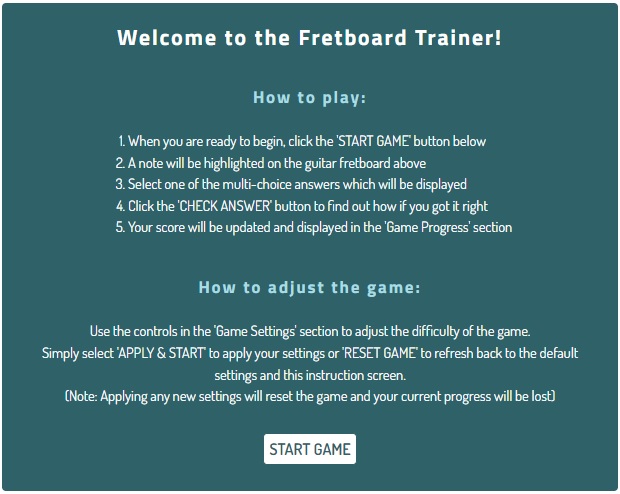 Welcome to the Fretboard Trainer!
How to play:
1. When you are ready to begin, click the 'START GAME' button below
2. A note will be highlighted on the guitar fretboard above
3. Select one of the multi-choice answers which will be displayed
4. Click the 'CHECK ANSWER' button to find out how if you got it right
5. Your score will be updated and displayed in the 'Game Progress' section
How to adjust the game:
Use the controls in the 'Game Settings' section to adjust the difficulty of the game.
Simply select 'APPLY & START' to apply your settings or 'RESET GAME' to refresh back to the default
settings and this instruction screen.
(Note: Applying any new settings will reset the game and your current progress will be lost)
START GAME